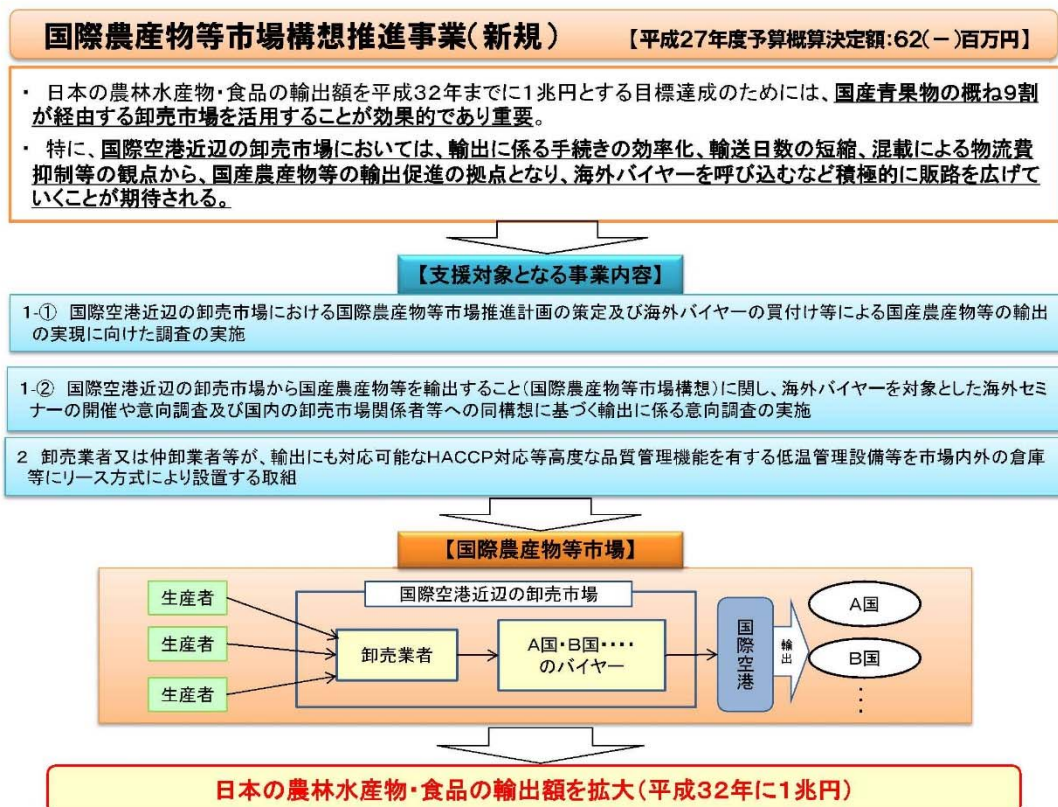 国際農産物等市場構想推進事業(新規) 【平成27年度予算概算決定額:62(-)百万円】
・ 日本の農林水産物・食品の輸出額を平成32年までに1兆円とする目標達成のためには、国産青果物の概ね9割
が経由する卸売市場を活用することが効果的であり重要。
・ 特に、国際空港近辺の卸売市場においては、輸出に係る手続きの効率化、輸送日数の短縮、混載による物流費
抑制等の観点から、国産農産物等の輸出促進の拠点となり、海外バイヤーを呼び込むなど積極的に販路を広げて
いくことが期待される。
【支援対象となる事業内容】
1-① 国際空港近辺の卸売市場における国際農産物等市場推進計画の策定及び海外バイヤーの買付け等による国産農産物等の輸出
の実現に向けた調査の実施
1-② 国際空港近辺の卸売市場から国産農産物等を輸出すること(国際農産物等市場構想)に関し、海外バイヤーを対象とした海外セミ
ナーの開催や意向調査及び国内の卸売市場関係者等への同構想に基づく輸出に係る意向調査の実施
2 卸売業者又は仲卸業者等が、輸出にも対応可能なHACCP対応等高度な品質管理機能を有する低温管理設備等を市場内外の倉庫
等にリース方式により設置する取組
【国際農産物等市場】
生産者
生産者
生産者
国際空港近辺の卸売市場
卸売業者
A国・B国・・・・
のバイヤー
国際空港
輸出
A国
B国
・・・
日本の農林水産物・食品の輸出額を拡大(平成32年に1兆円)